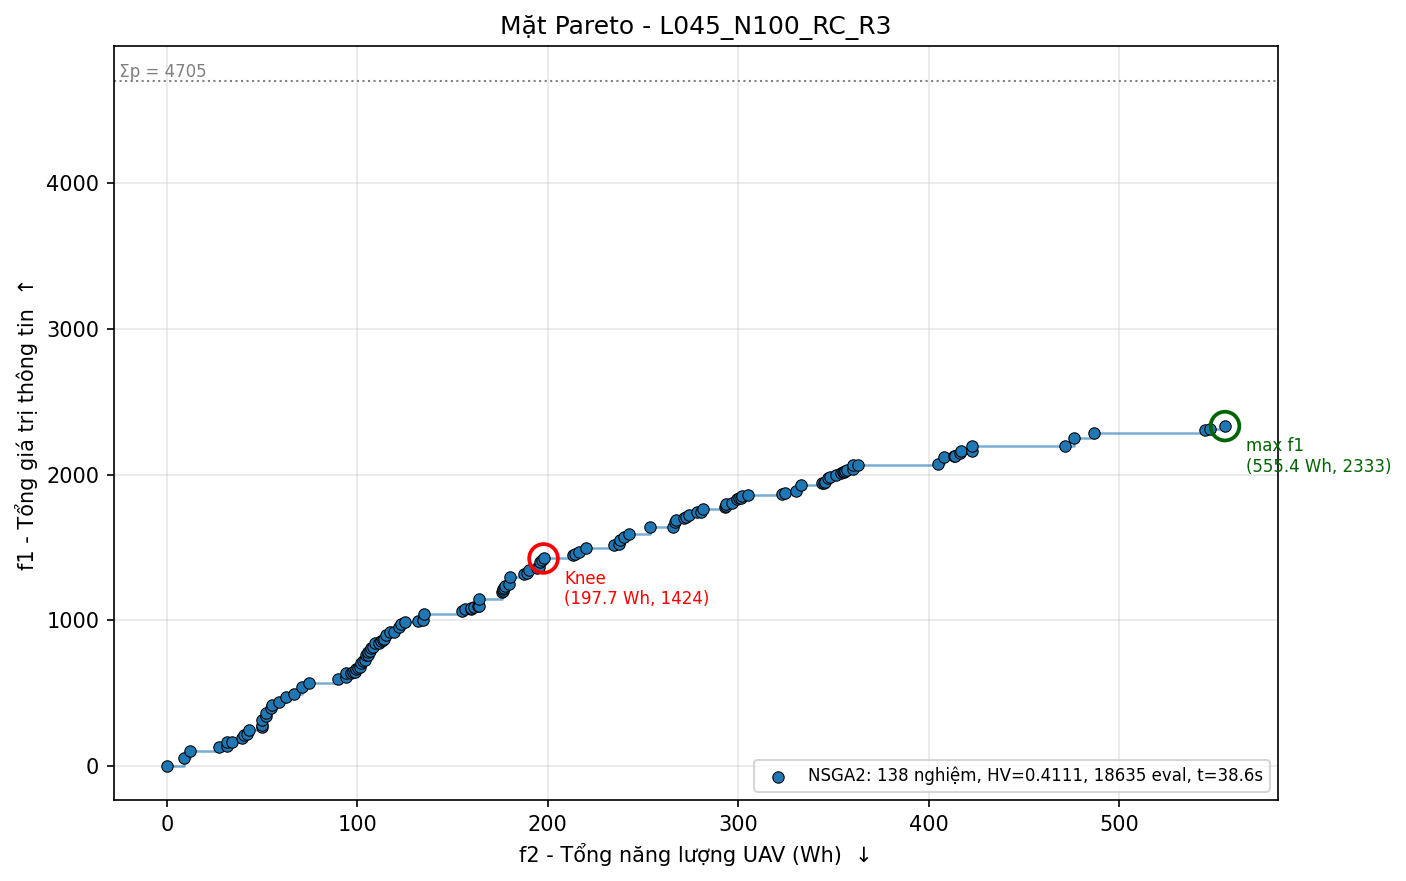 Mặt Pareto - L045_N100_RC_R3
Σp = 4705
f1 - Tổng giá trị thông tin ↑
4000
3000
2000
1000
0
max f1
(555.4 Wh, 2333)
Knee
(197.7 Wh, 1424)
NSGA2: 138 nghiệm, HV=0.4111, 18635 eval, t=38.6s
0 100 200 300 400 500
f2 - Tổng năng lượng UAV (Wh) ↓